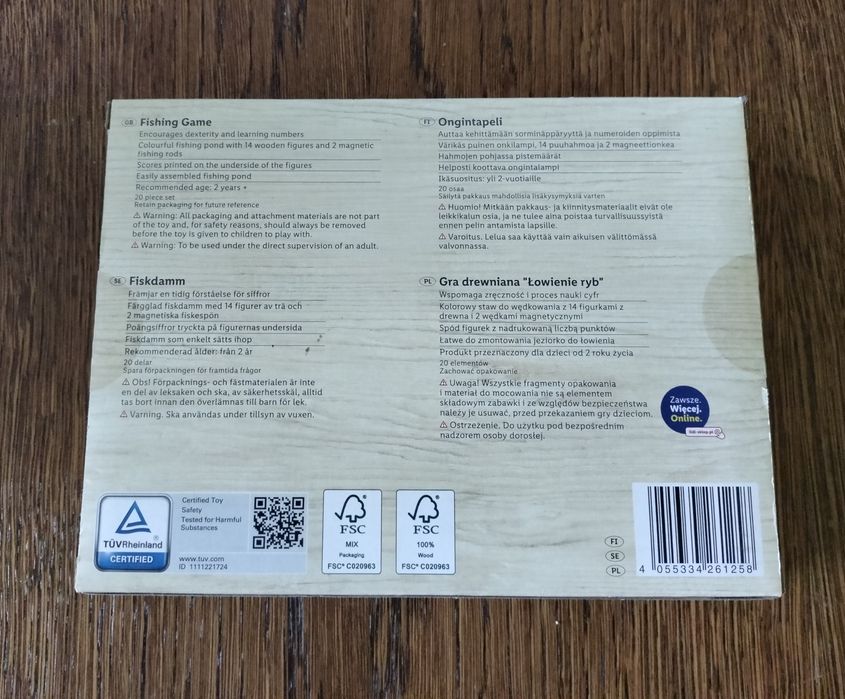 GB Fishing Game
Encourages dexterity and learning numbers
Colourful fishing pond with 14 wooden figures and 2 magnetic
fishing rods
Scores printed on the underside of the figures
Easily assembled fishing pond
Recommended age: 2 years +
20 piece set
Retain packaging for future reference
⚠ Warning: All packaging and attachment materials are not part
of the toy and, for safety reasons, should always be removed
before the toy is given to children to play with.
⚠ Warning: To be used under the direct supervision of an adult.
FI Ongintapeli
Auttaa kehittämään sorminäppäryyttä ja numeroiden oppimista
Värikäs puinen onkilampi, 14 puuhahmoa ja 2 magneettionkea
Hahmojen pohjassa pistemäärät
Helposti koottava ongintalampi
Ikäsuositus: yli 2-vuotiaille
20 osaa
Säilytä pakkaus mahdollisia lisäkysymyksiä varten
⚠ Huomio! Mitkään pakkaus- ja kiinnitysmateriaalit eivät ole
leikkikalun osia, ja ne tulee aina poistaa turvallisuussyistä
ennen pelin antamista lapsille.
⚠ Varoitus. Lelua saa käyttää vain aikuisen välittömässä
valvonnassa.
SE Fiskdamm
Främjar en tidig förståelse för siffror
Färgglad fiskdamm med 14 figurer av trä och
2 magnetiska fiskespön
Poängsiffror tryckta på figurernas undersida
Fiskdamm som enkelt sätts ihop
Rekommenderad ålder: från 2 år
20 delar
Spara förpackningen för framtida frågor
⚠ Obs! Förpacknings- och fästmaterialen är inte
en del av leksaken och ska, av säkerhetsskäl, alltid
tas bort innan den överlämnas till barn för lek.
⚠ Varning. Ska användas under tillsyn av vuxen.
PL Gra drewniana "Łowienie ryb"
Wspomaga zręczność i proces nauki cyfr
Kolorowy staw do wędkowania z 14 figurkami z
drewna i 2 wędkami magnetycznymi
Spód figurek z nadrukowaną liczbą punktów
Łatwe do zmontowania jeziorko do łowienia
Produkt przeznaczony dla dzieci od 2 roku życia
20 elementów
Zachować opakowanie
⚠ Uwaga! Wszystkie fragmenty opakowania
i materiał do mocowania nie są elementem
składowym zabawki i ze względów bezpieczeństwa
należy je usuwać, przed przekazaniem gry dzieciom.
⚠ Ostrzeżenie. Do użytku pod bezpośrednim
nadzorem osoby dorosłej.
Zawsze.
Więcej.
Online.
lidl-sklep.pl
TÜVRheinland ®
CERTIFIED
Certified Toy
Safety
Tested for Harmful
Substances
www.tuv.com
ID 1111221724
FSC
MIX
Packaging
FSC® C020963
FSC
100%
Wood
FSC® C020963
FI
SE
PL
4 055334 261258